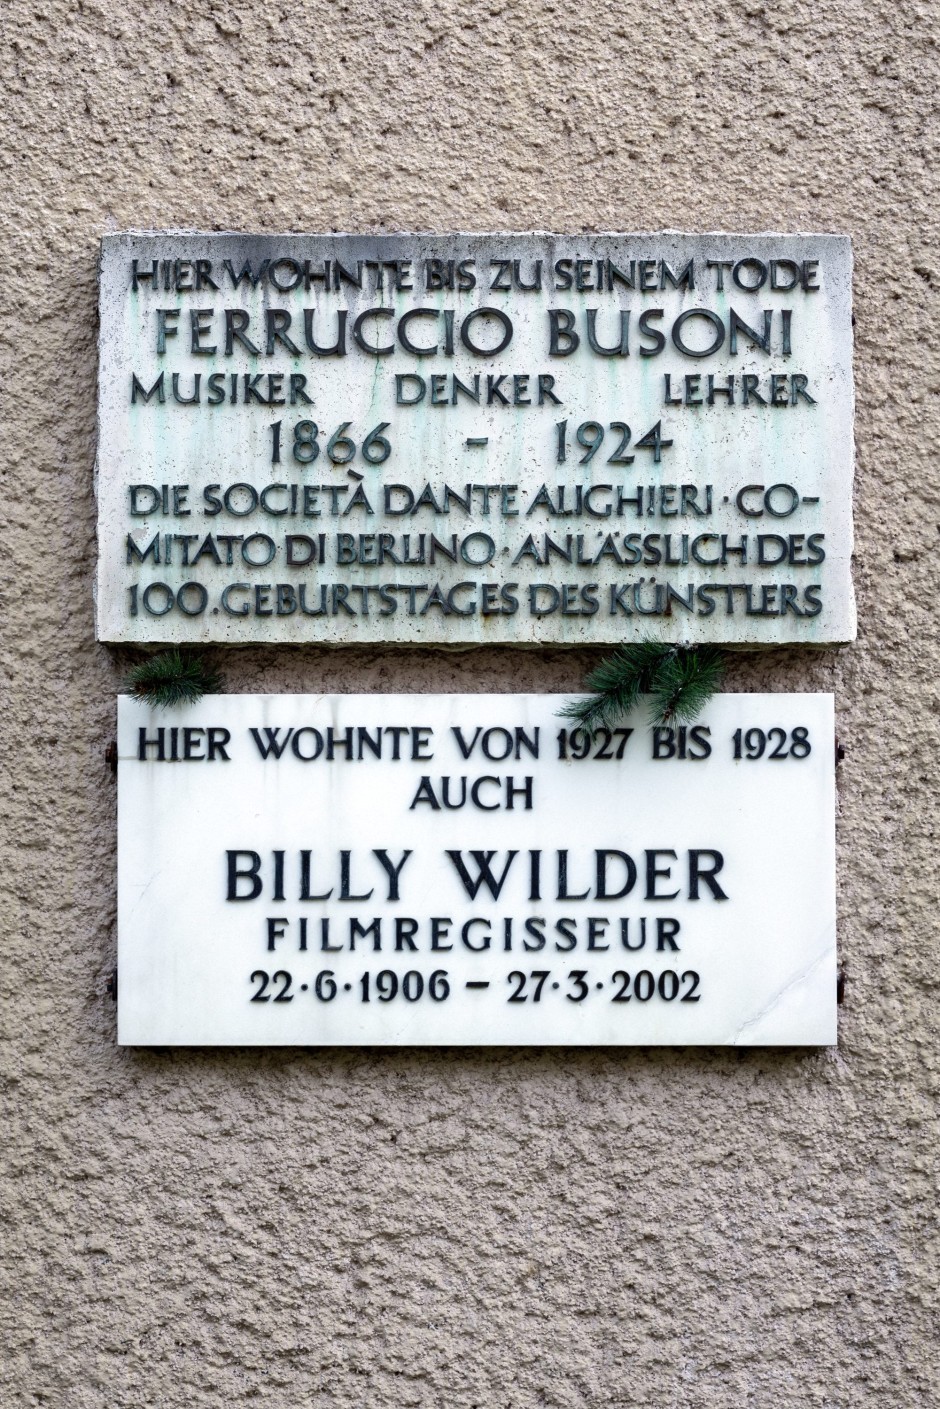 HIER WOHNTE BIS ZU SEINEM TODE
FERRUCCIO BUSONI
MUSIKER DENKER LEHRER
1866 - 1924
DIE SOCIETÀ DANTE ALIGHIERI · CO-
MITATO DI BERLINO · ANLÄSSLICH DES
100. GEBURTSTAGES DES KÜNSTLERS
HIER WOHNTE VON 1927 BIS 1928
AUCH
BILLY WILDER
FILMREGISSEUR
22·6·1906 – 27·3·2002